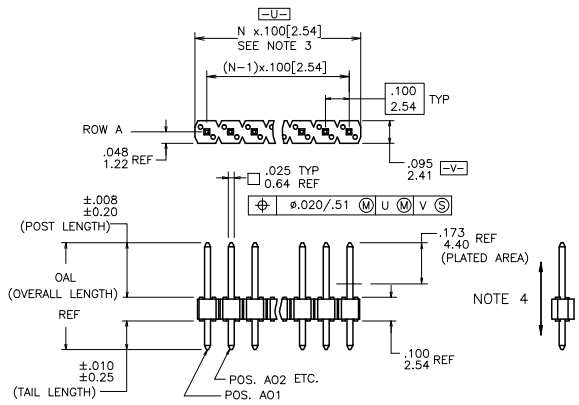 -U-
N x.100[2.54]
SEE NOTE 3
(N-1)x.100[2.54]
.100
2.54
TYP
ROW A
.048
1.22 REF
.095
2.41
-V-
.025 TYP
0.64 REF
⌖ ø.020/.51 Ⓜ U Ⓜ V Ⓢ
±.008
±0.20
(POST LENGTH)
.173
4.40 REF
(PLATED AREA)
OAL
(OVERALL LENGTH)
REF
NOTE 4
±.010
±0.25
(TAIL LENGTH)
.100
2.54 REF
POS. AO2 ETC.
POS. AO1